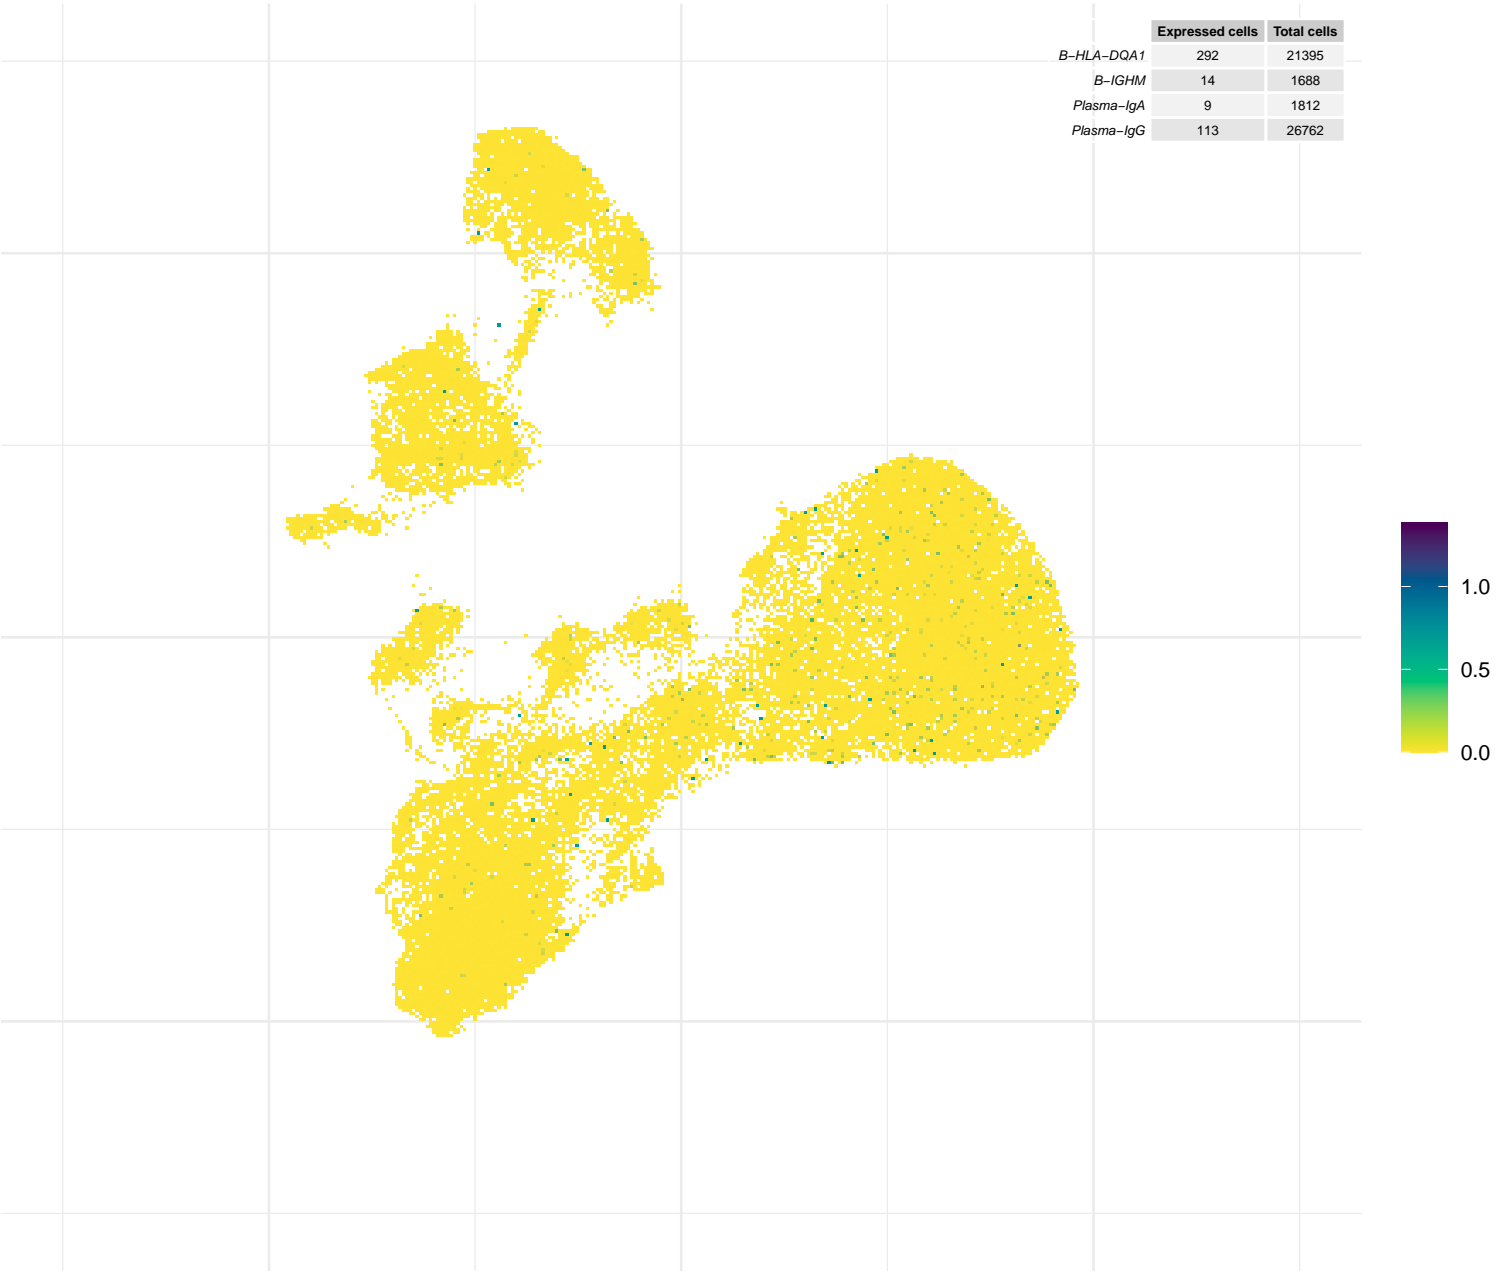 Expressed cells Total cells
B−HLA−DQA1 292 21395
B−IGHM 14 1688
Plasma−IgA 9 1812
Plasma−IgG 113 26762
1.0
0.5
0.0